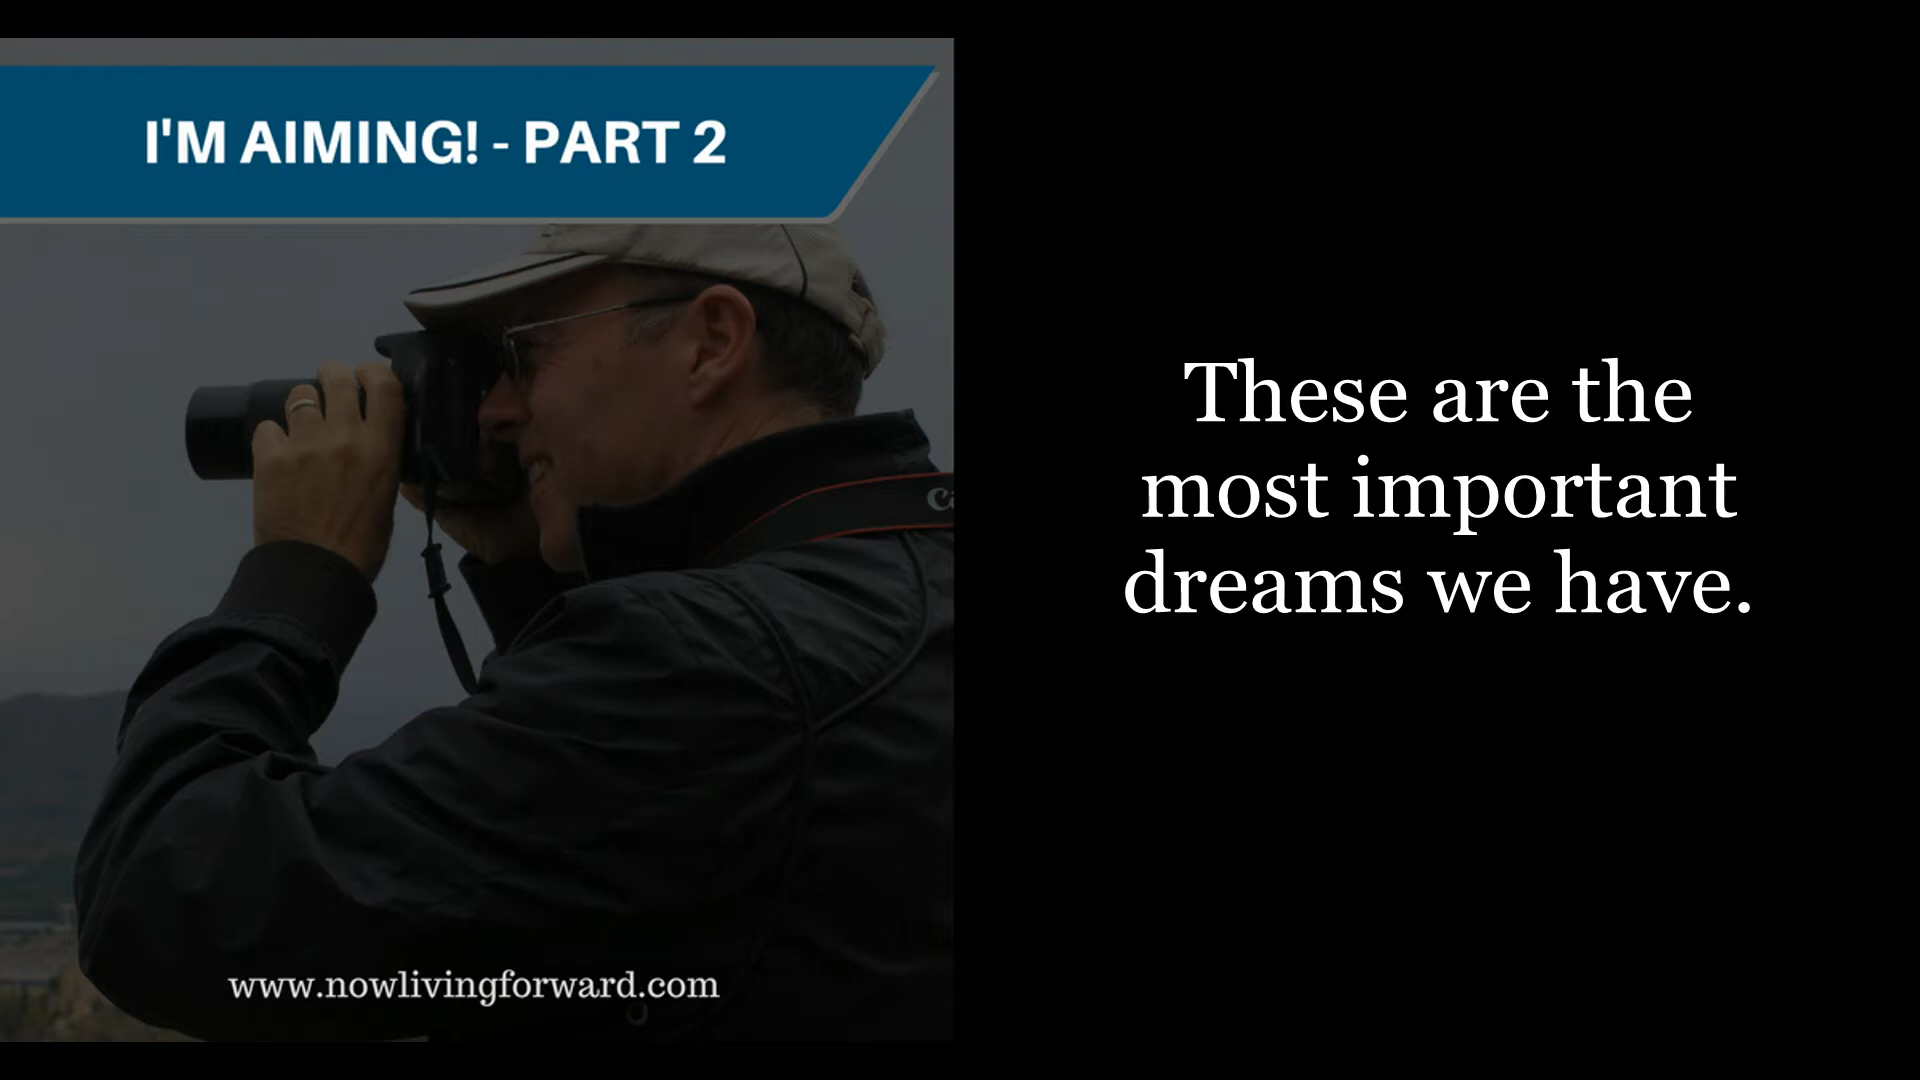 I'M AIMING! - PART 2
These are the
most important
dreams we have.
www.nowlivingforward.com